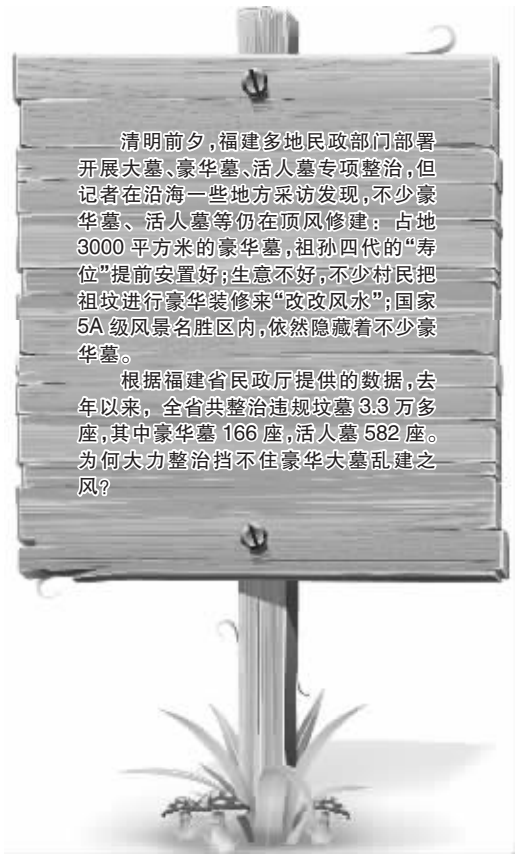 清明前夕，福建多地民政部门部署
开展大墓、豪华墓、活人墓专项整治，但
记者在沿海一些地方采访发现，不少豪
华墓、活人墓等仍在顶风修建：占地
3000 平方米的豪华墓，祖孙四代的“寿
位”提前安置好；生意不好，不少村民把
祖坟进行豪华装修来“改改风水”；国家
5A 级风景名胜区内，依然隐藏着不少豪
华墓。
根据福建省民政厅提供的数据，去
年以来，全省共整治违规坟墓 3.3 万多
座，其中豪华墓 166 座，活人墓 582 座。
为何大力整治挡不住豪华大墓乱建之
风？